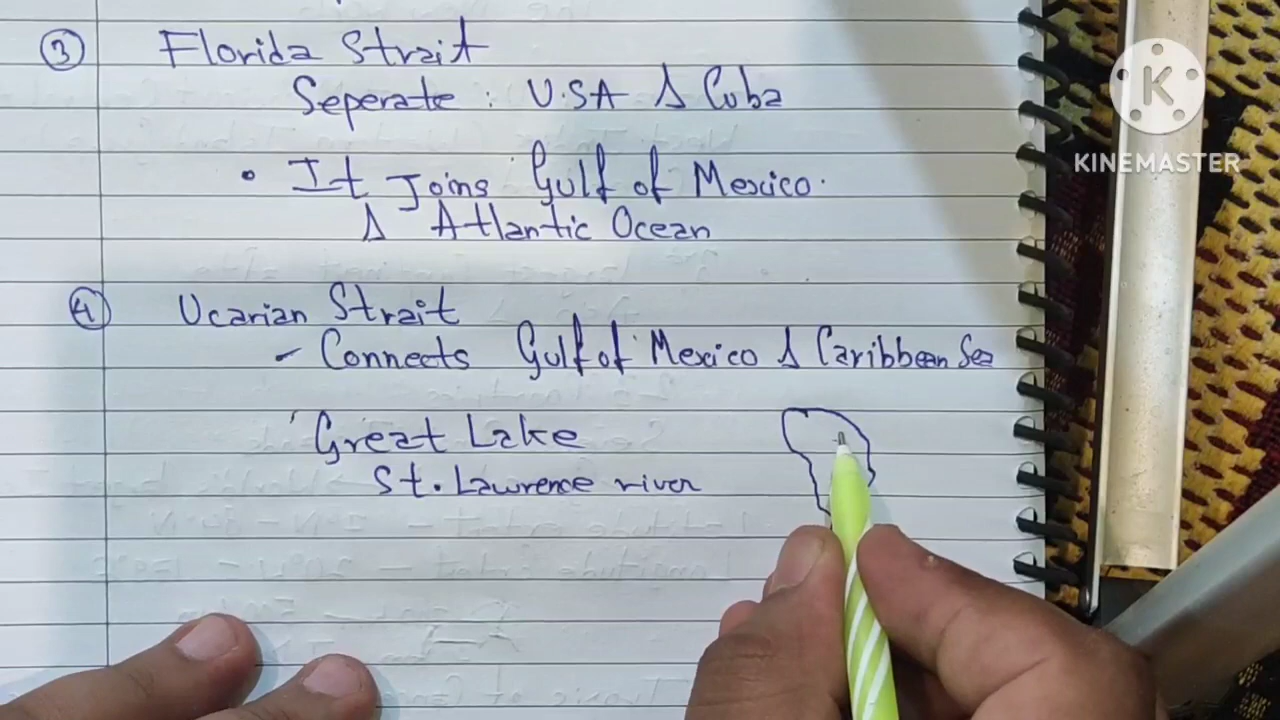 3 Florida Strait
Seperate : U.S.A & Cuba
• It Joins Gulf of Mexico.
& Atlantic Ocean
4 Ucarian Strait
- Connects Gulf of Mexico & Caribbean Sea
Great Lake
St. Lawrence river
K
KINEMASTER